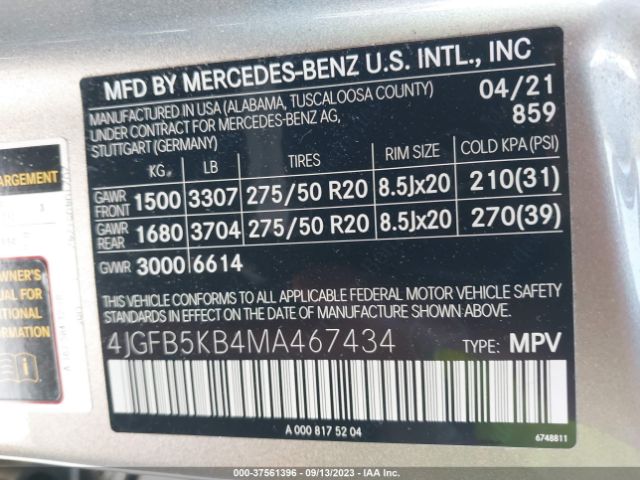 MFD BY MERCEDES-BENZ U.S. INTL., INC
MANUFACTURED IN USA (ALABAMA, TUSCALOOSA COUNTY)
UNDER CONTRACT FOR MERCEDES-BENZ AG,
STUTTGART (GERMANY)
04/21
859
KG LB TIRES RIM SIZE COLD KPA (PSI)
GAWR FRONT 1500 3307 275/50 R20 8.5Jx20 210(31)
GAWR REAR 1680 3704 275/50 R20 8.5Jx20 270(39)
GVWR 3000 6614
THIS VEHICLE CONFORMS TO ALL APPLICABLE FEDERAL MOTOR VEHICLE SAFETY
STANDARDS IN EFFECT ON THE DATE OF MANUFACTURE SHOWN ABOVE.
4JGFB5KB4MA467434
TYPE: MPV
A 000 817 52 04
6748811
ARGEMENT
WNER'S
UAL FOR
TIONAL
MATION
000-37561396 - 09/13/2023 - IAA Inc.